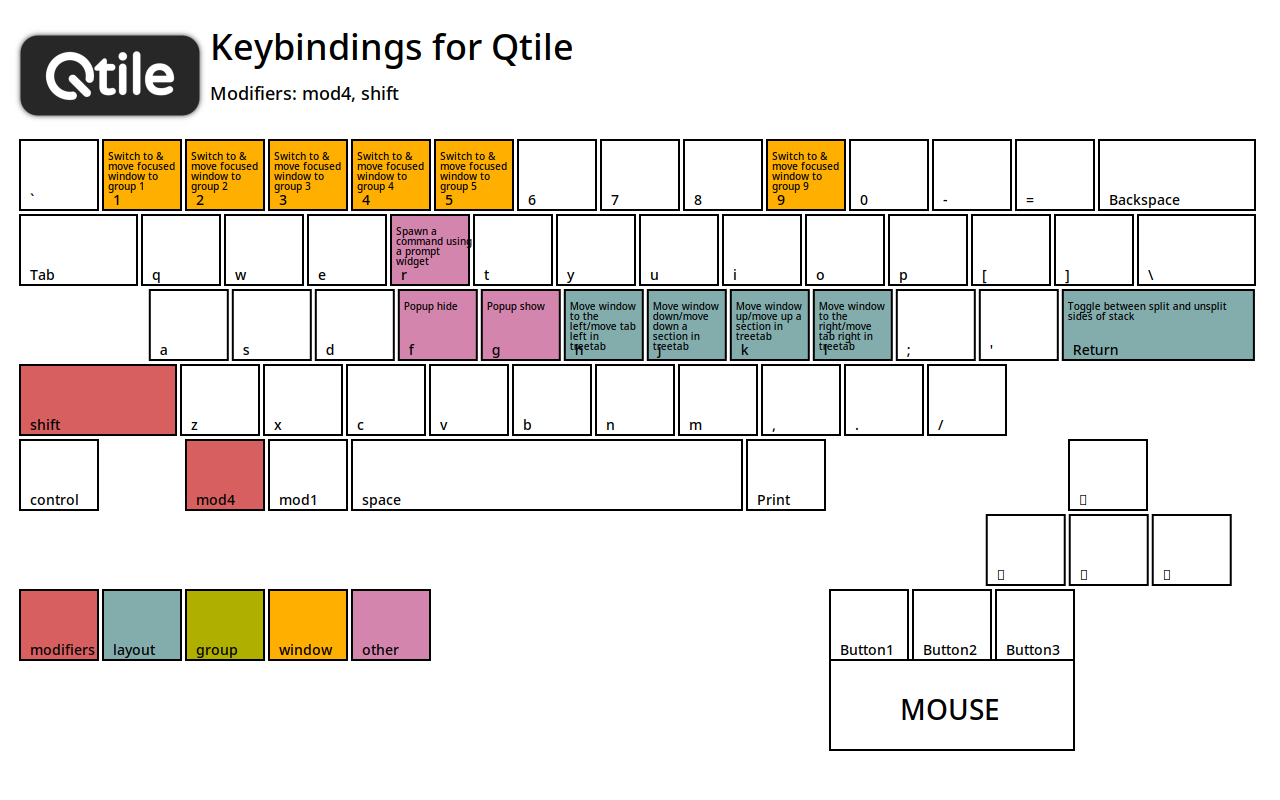 Qtile
Keybindings for Qtile
Modifiers: mod4, shift
`
Switch to &
move focused
window to
group 1
1
Switch to &
move focused
window to
group 2
2
Switch to &
move focused
window to
group 3
3
Switch to &
move focused
window to
group 4
4
Switch to &
move focused
window to
group 5
5
6
7
8
Switch to &
move focused
window to
group 9
9
0
-
=
Backspace
Tab
q
w
e
Spawn a
command using
a prompt
widget
r
t
y
u
i
o
p
[
]
\
a
s
d
Popup hide
f
Popup show
g
Move window
to the
left/move tab
left in
treetab
h
Move window
down/move
down a
section in
treetab
j
Move window
up/move up a
section in
treetab
k
Move window
to the
right/move
tab right in
treetab
l
;
'
Toggle between split and unsplit
sides of stack
Return
shift
z
x
c
v
b
n
m
,
.
/
control
mod4
mod1
space
Print
modifiers
layout
group
window
other
Button1
Button2
Button3
MOUSE